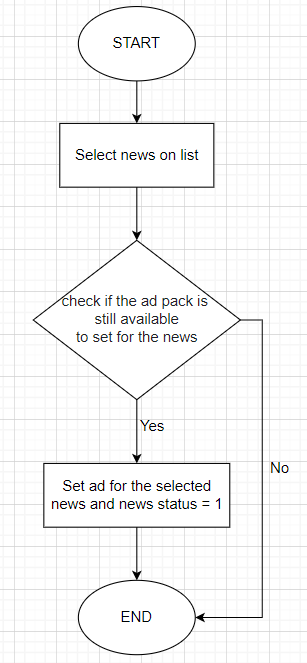 START
Select news on list
check if the ad pack is
still available
to set for the news
Yes
No
Set ad for the selected
news and news status = 1
END